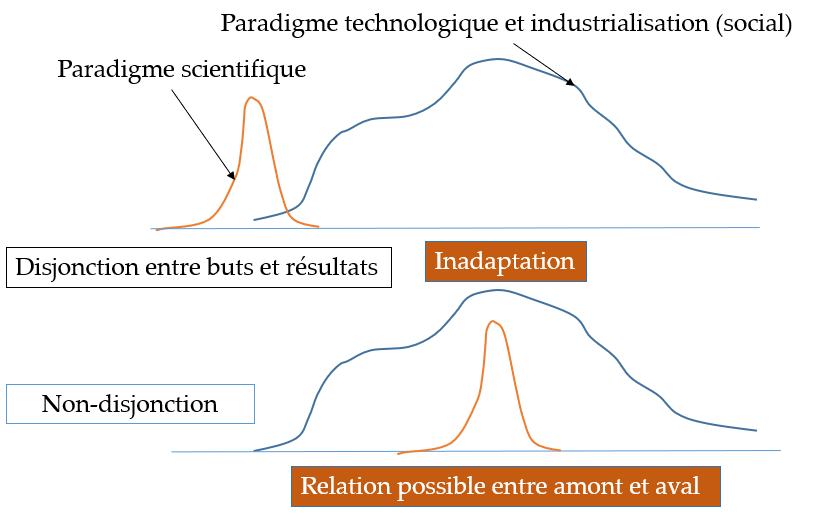 Paradigme technologique et industrialisation (social)
Paradigme scientifique
Disjonction entre buts et résultats
Inadaptation
Non-disjonction
Relation possible entre amont et aval